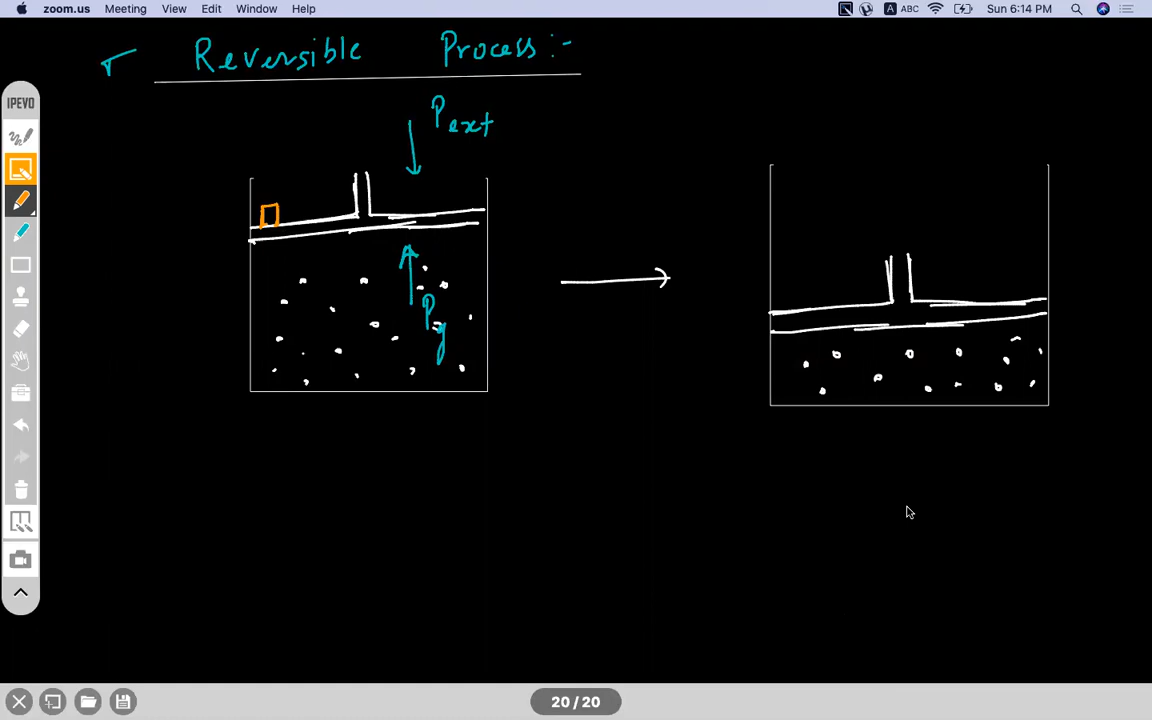 zoom.us Meeting View Edit Window Help A ABC Sun 6:14 PM
Reversible Process :-
Pext
IPEVO
Pg
20 / 20